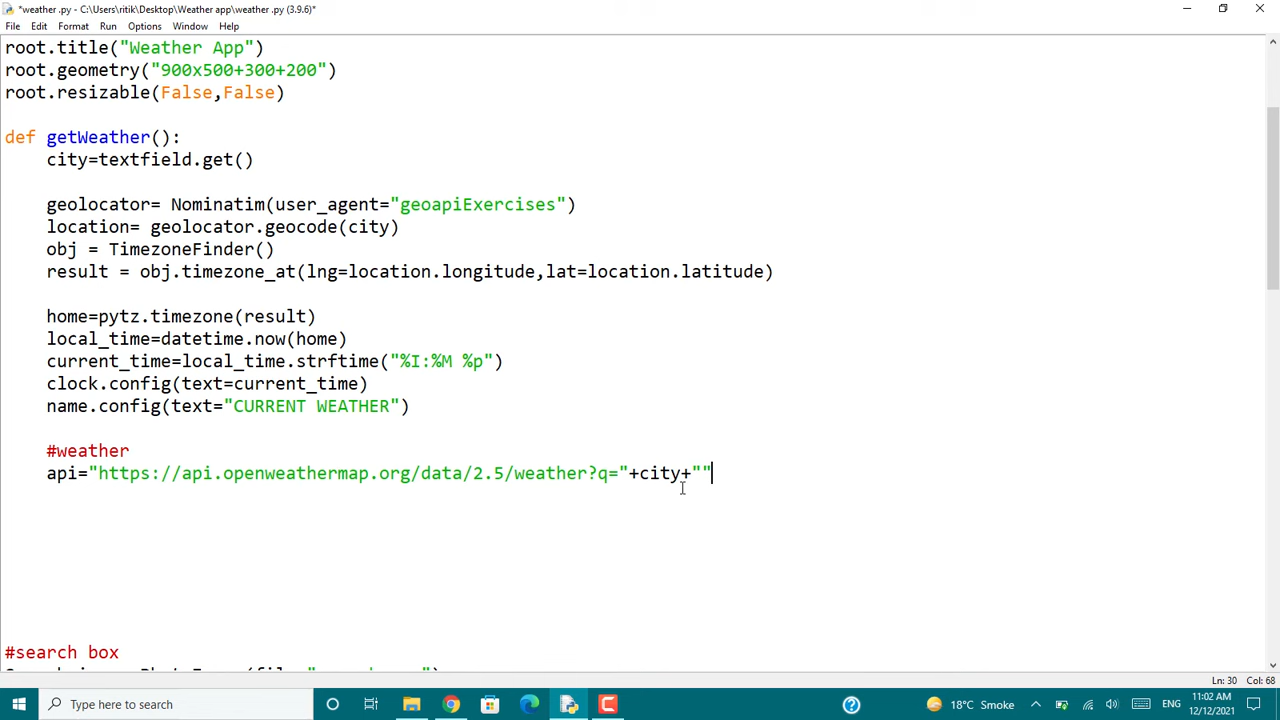 *weather .py - C:\Users\ritik\Desktop\Weather app\weather .py (3.9.6)*
File Edit Format Run Options Window Help
root.title("Weather App")
root.geometry("900x500+300+200")
root.resizable(False,False)
def getWeather():
    city=textfield.get()
    geolocator= Nominatim(user_agent="geoapiExercises")
    location= geolocator.geocode(city)
    obj = TimezoneFinder()
    result = obj.timezone_at(lng=location.longitude,lat=location.latitude)
    home=pytz.timezone(result)
    local_time=datetime.now(home)
    current_time=local_time.strftime("%I:%M %p")
    clock.config(text=current_time)
    name.config(text="CURRENT WEATHER")
    #weather
    api="https://api.openweathermap.org/data/2.5/weather?q="+city+""
#search box
Ln: 30 Col: 68
Type here to search
18°C Smoke
ENG
11:02 AM
12/12/2021